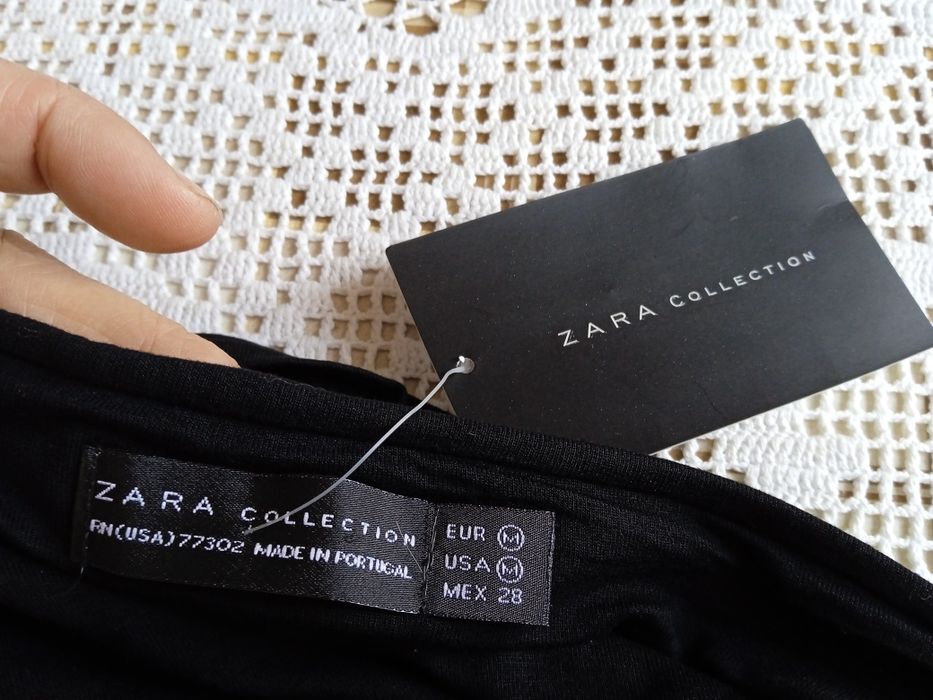 ZARA COLLECTION
ZARA COLLECTION
RN(USA)77302 MADE IN PORTUGAL
EUR M
USA M
MEX 28